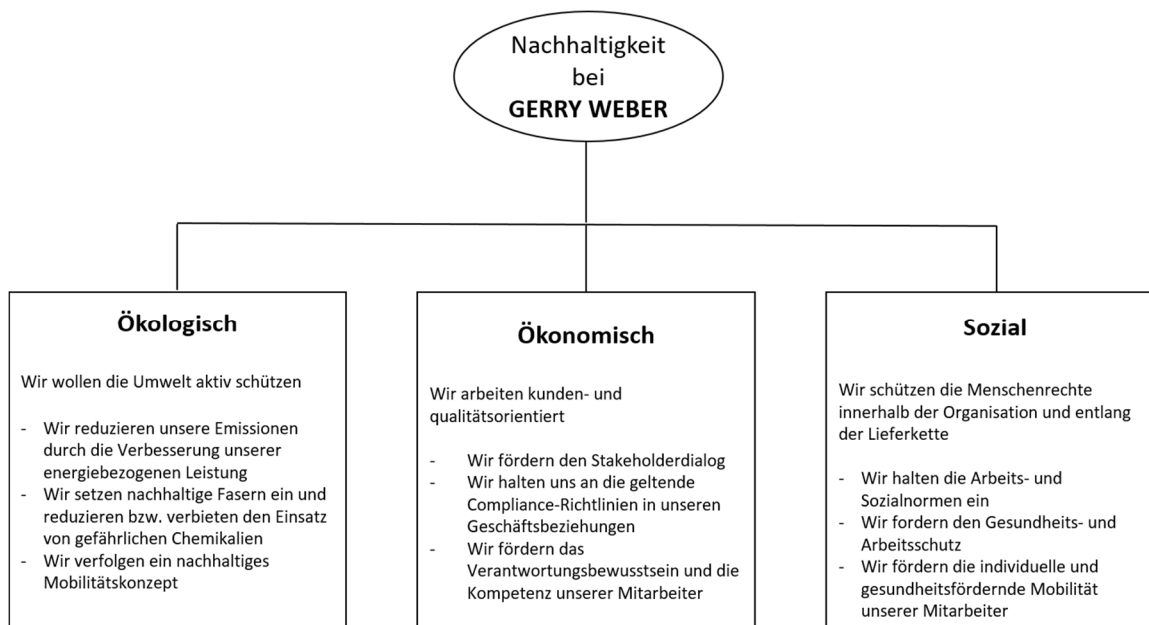 Nachhaltigkeit
bei
GERRY WEBER
Ökologisch
Wir wollen die Umwelt aktiv schützen
- Wir reduzieren unsere Emissionen
durch die Verbesserung unserer
energiebezogenen Leistung
- Wir setzen nachhaltige Fasern ein und
reduzieren bzw. verbieten den Einsatz
von gefährlichen Chemikalien
- Wir verfolgen ein nachhaltiges
Mobilitätskonzept
Ökonomisch
Wir arbeiten kunden- und
qualitätsorientiert
- Wir fördern den Stakeholderdialog
- Wir halten uns an die geltende
Compliance-Richtlinien in unseren
Geschäftsbeziehungen
- Wir fördern das
Verantwortungsbewusstsein und die
Kompetenz unserer Mitarbeiter
Sozial
Wir schützen die Menschenrechte
innerhalb der Organisation und entlang
der Lieferkette
- Wir halten die Arbeits- und
Sozialnormen ein
- Wir fordern den Gesundheits- und
Arbeitsschutz
- Wir fördern die individuelle und
gesundheitsfördernde Mobilität
unserer Mitarbeiter